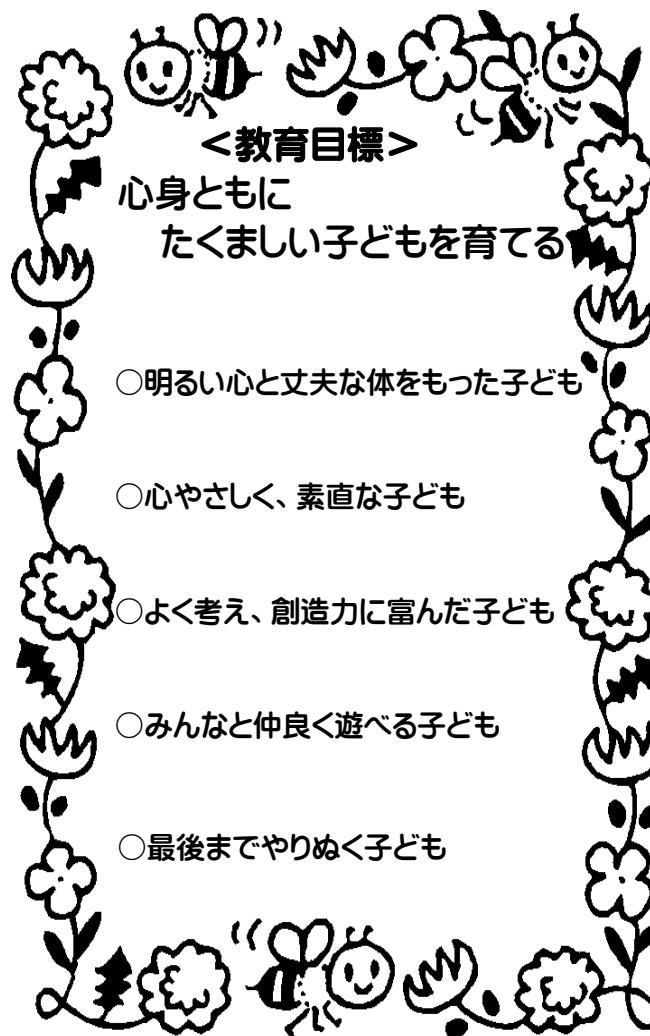 ＜教育目標＞
心身ともに
たくましい子どもを育てる
○明るい心と丈夫な体をもった子ども
○心やさしく、素直な子ども
○よく考え、創造力に富んだ子ども
○みんなと仲良く遊べる子ども
○最後までやりぬく子ども